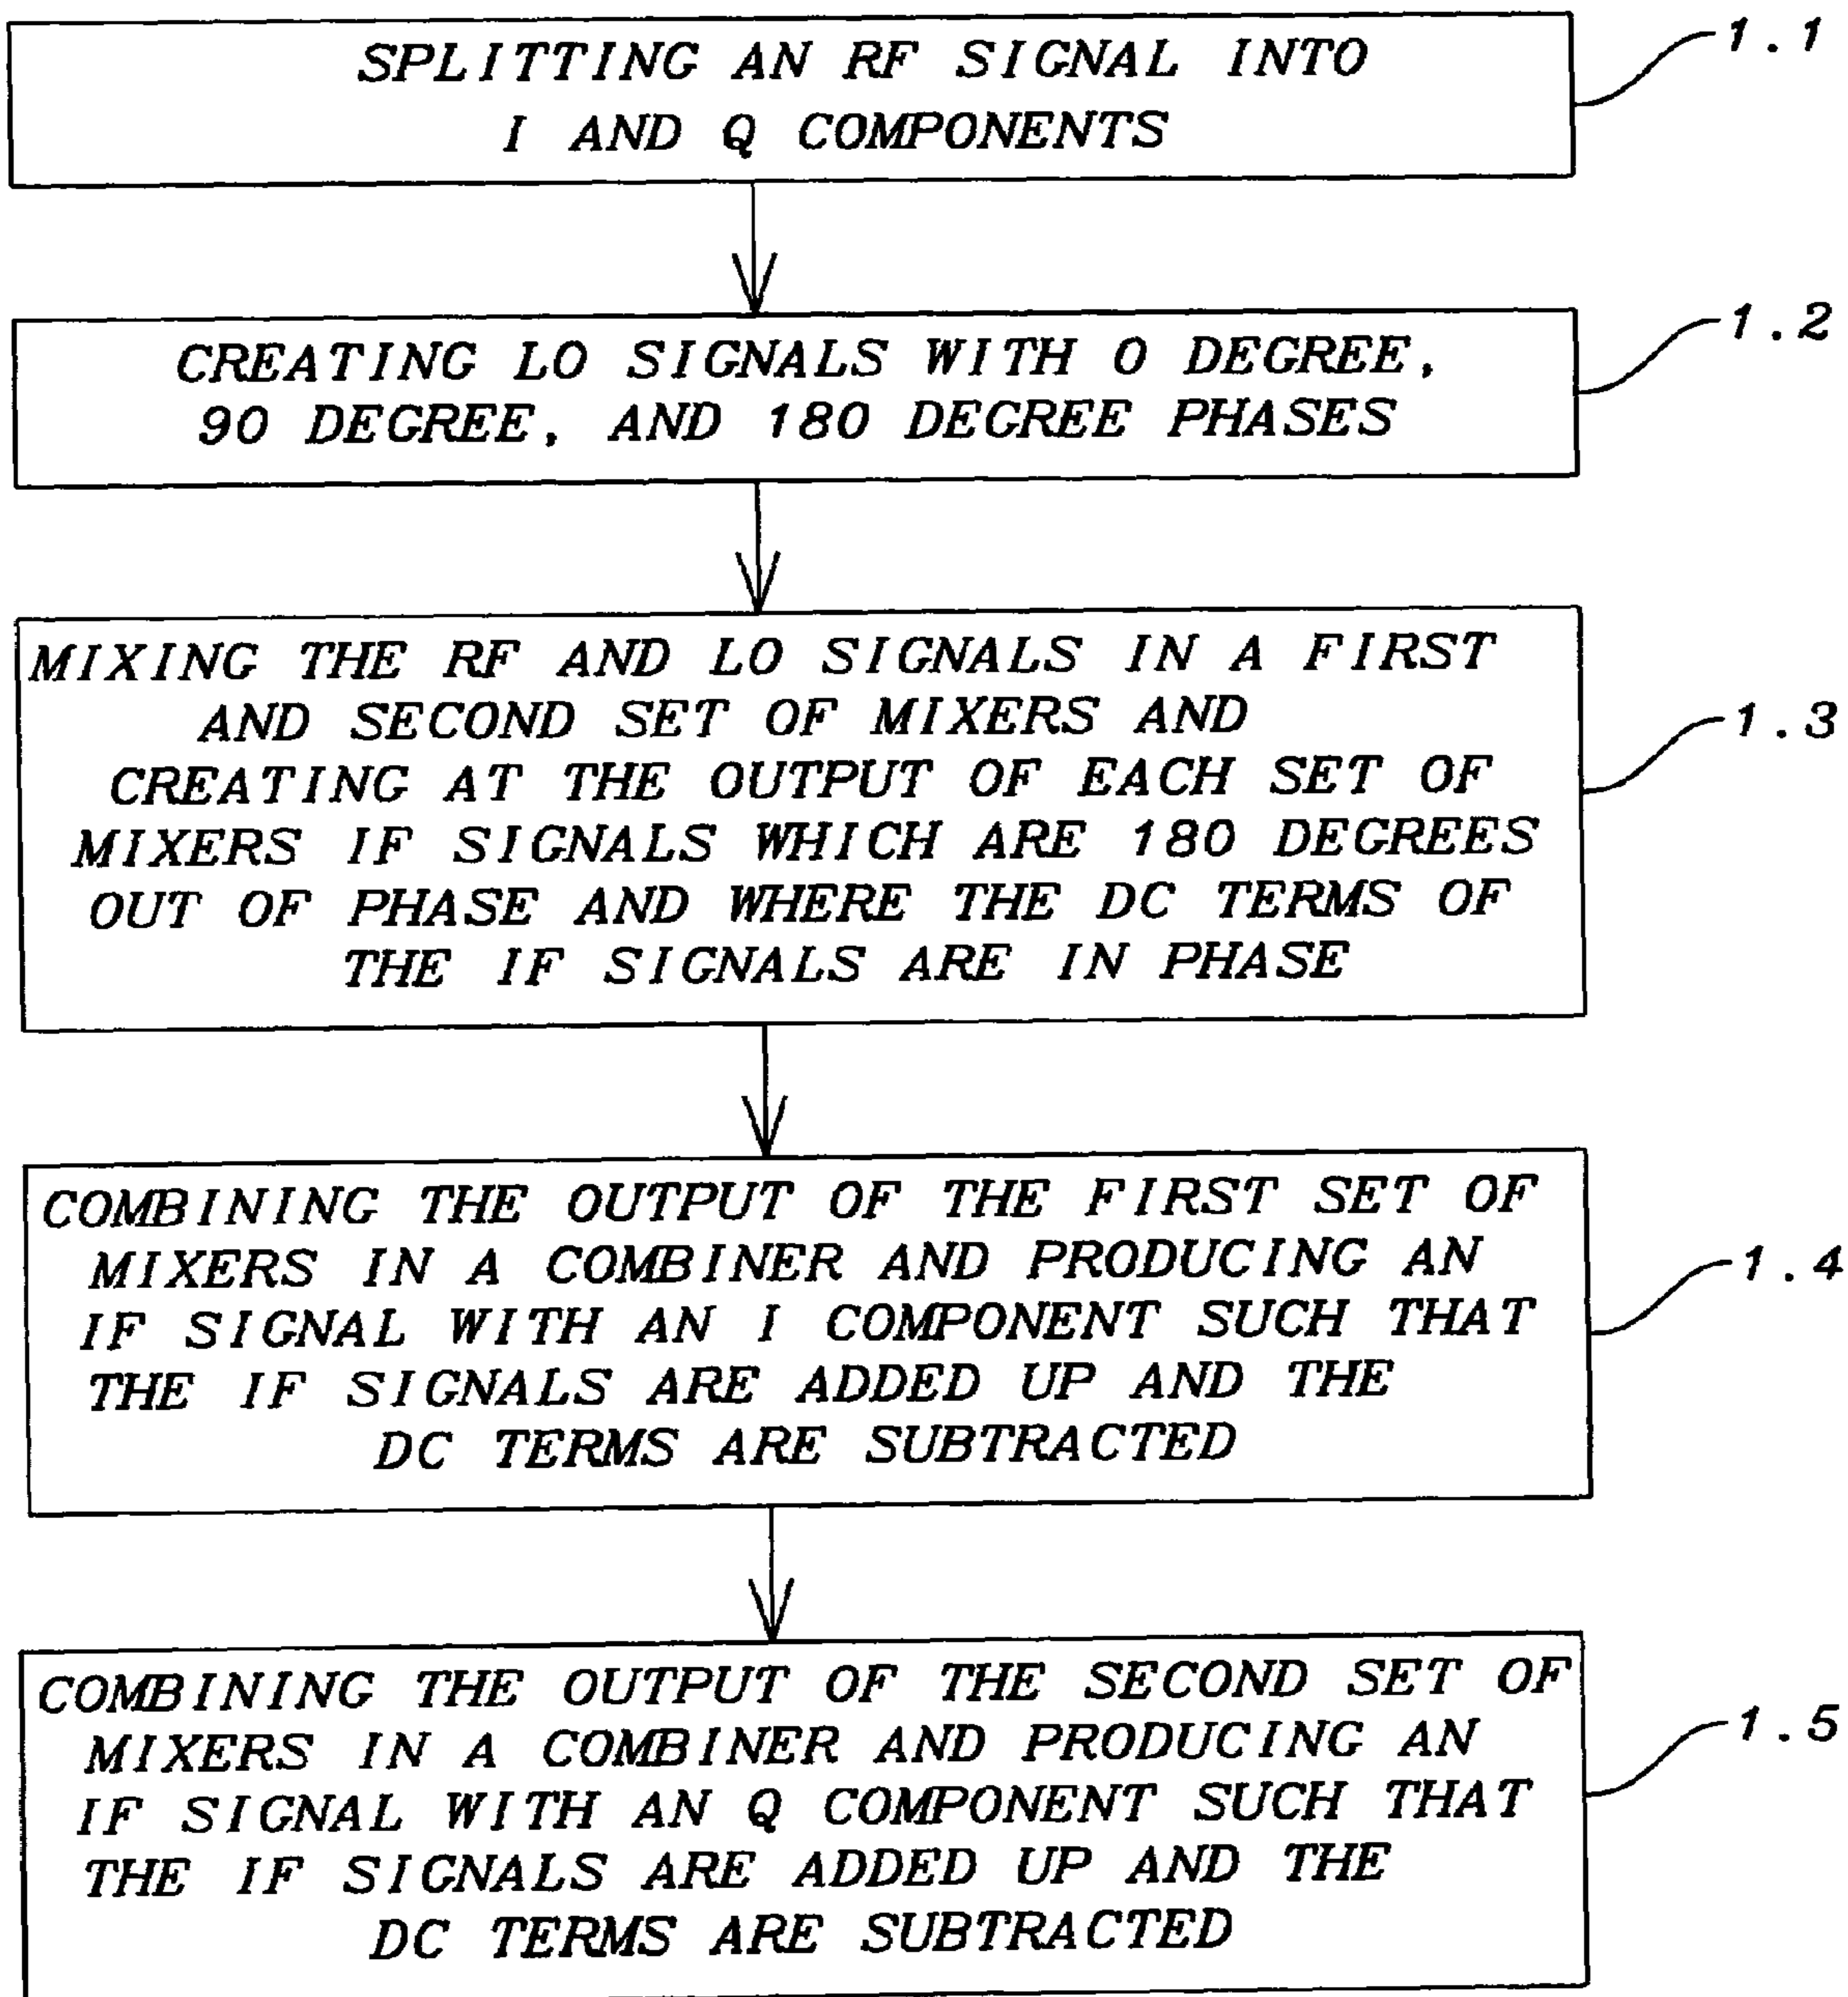 SPLITTING AN RF SIGNAL INTO
I AND Q COMPONENTS
1.1
CREATING LO SIGNALS WITH 0 DEGREE,
90 DEGREE, AND 180 DEGREE PHASES
1.2
MIXING THE RF AND LO SIGNALS IN A FIRST
AND SECOND SET OF MIXERS AND
CREATING AT THE OUTPUT OF EACH SET OF
MIXERS IF SIGNALS WHICH ARE 180 DEGREES
OUT OF PHASE AND WHERE THE DC TERMS OF
THE IF SIGNALS ARE IN PHASE
1.3
COMBINING THE OUTPUT OF THE FIRST SET OF
MIXERS IN A COMBINER AND PRODUCING AN
IF SIGNAL WITH AN I COMPONENT SUCH THAT
THE IF SIGNALS ARE ADDED UP AND THE
DC TERMS ARE SUBTRACTED
1.4
COMBINING THE OUTPUT OF THE SECOND SET OF
MIXERS IN A COMBINER AND PRODUCING AN
IF SIGNAL WITH AN Q COMPONENT SUCH THAT
THE IF SIGNALS ARE ADDED UP AND THE
DC TERMS ARE SUBTRACTED
1.5